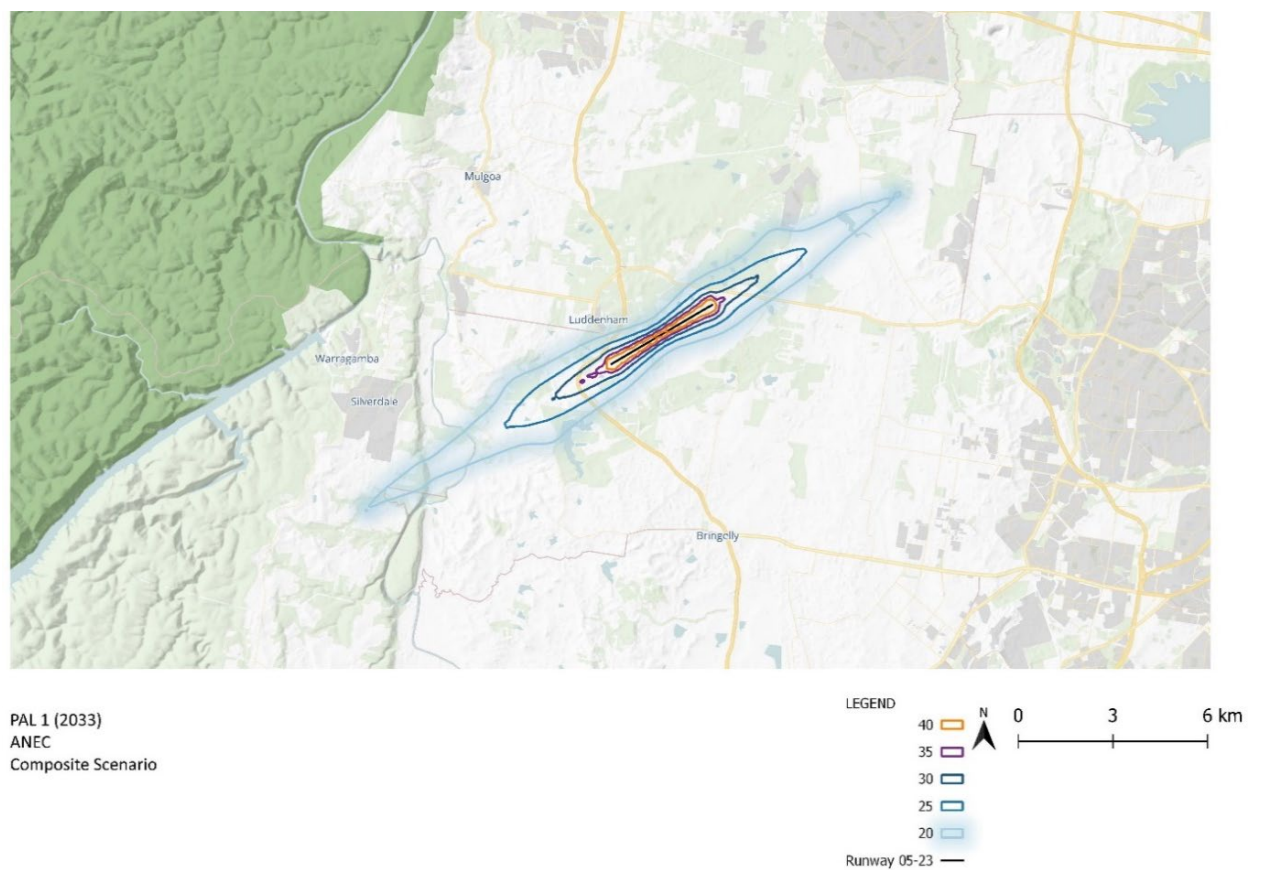 Mulgoa
Luddenham
Warragamba
Silverdale
Bringelly
PAL 1 (2033)
ANEC
Composite Scenario
LEGEND
40
35
30
25
20
Runway 05-23
N
0 3 6 km